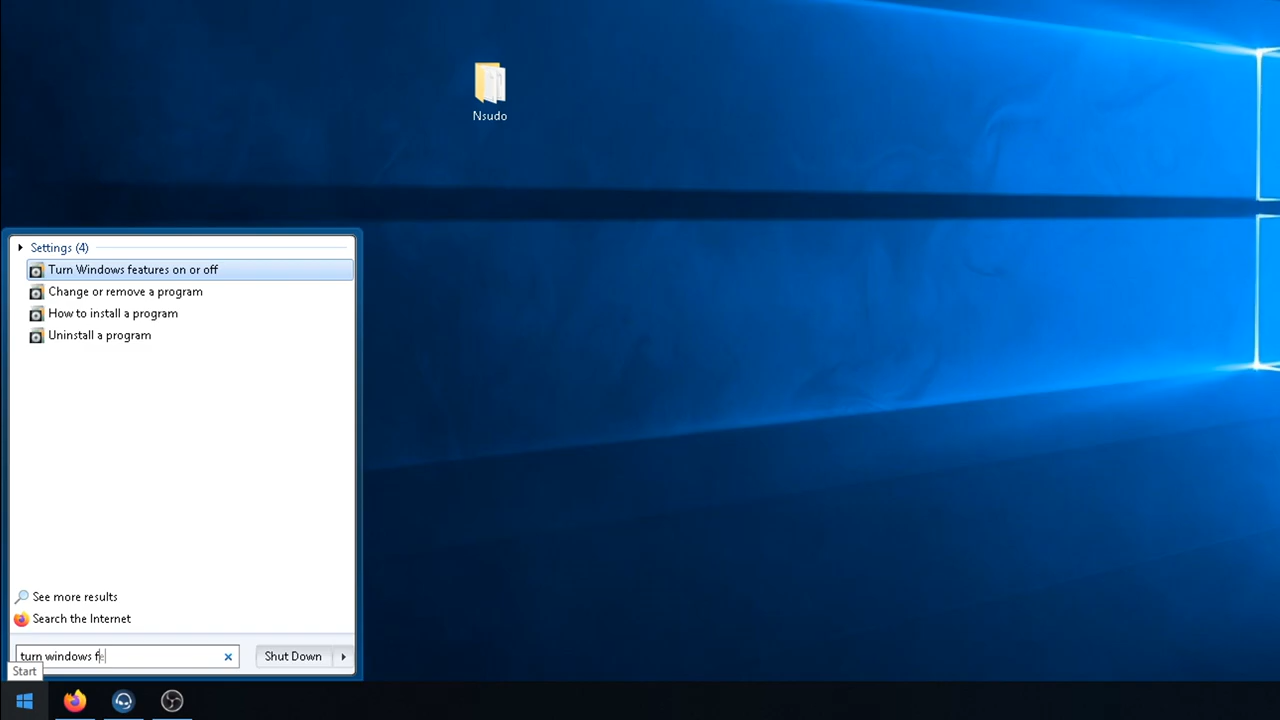 Nsudo
Settings (4)
Turn Windows features on or off
Change or remove a program
How to install a program
Uninstall a program
See more results
Search the Internet
turn windows fe
Shut Down
Start